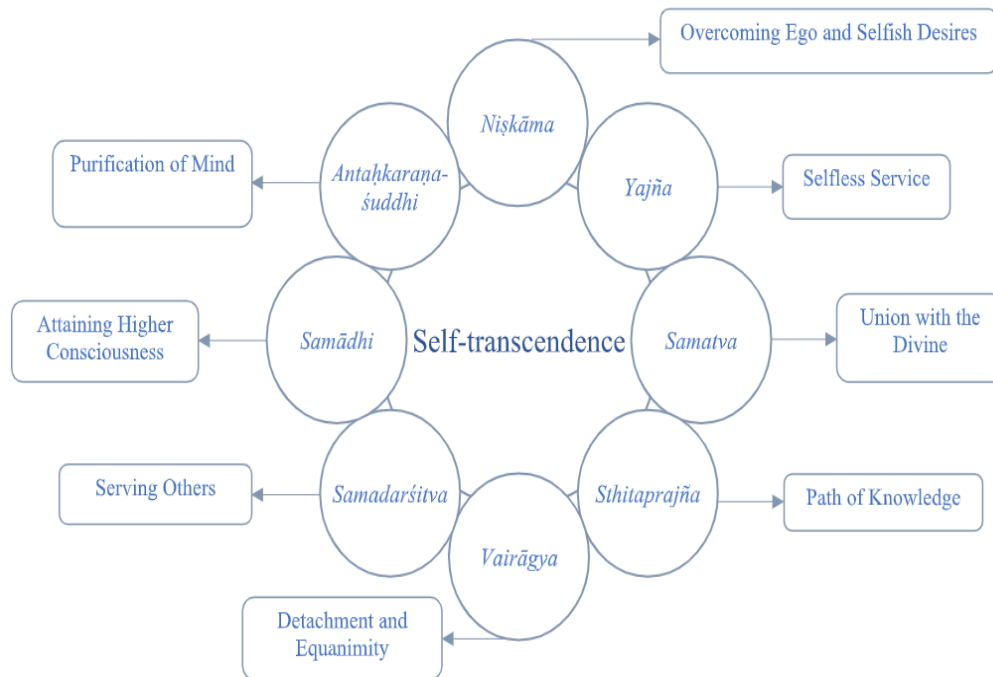 Overcoming Ego and Selfish Desires
Niṣkāma
Purification of Mind
Antaḥkaraṇa-
śuddhi
Yajña
Selfless Service
Attaining Higher
Consciousness
Samādhi
Self-transcendence
Samatva
Union with the
Divine
Serving Others
Samadarśitva
Sthitaprajña
Path of Knowledge
Vairāgya
Detachment and
Equanimity